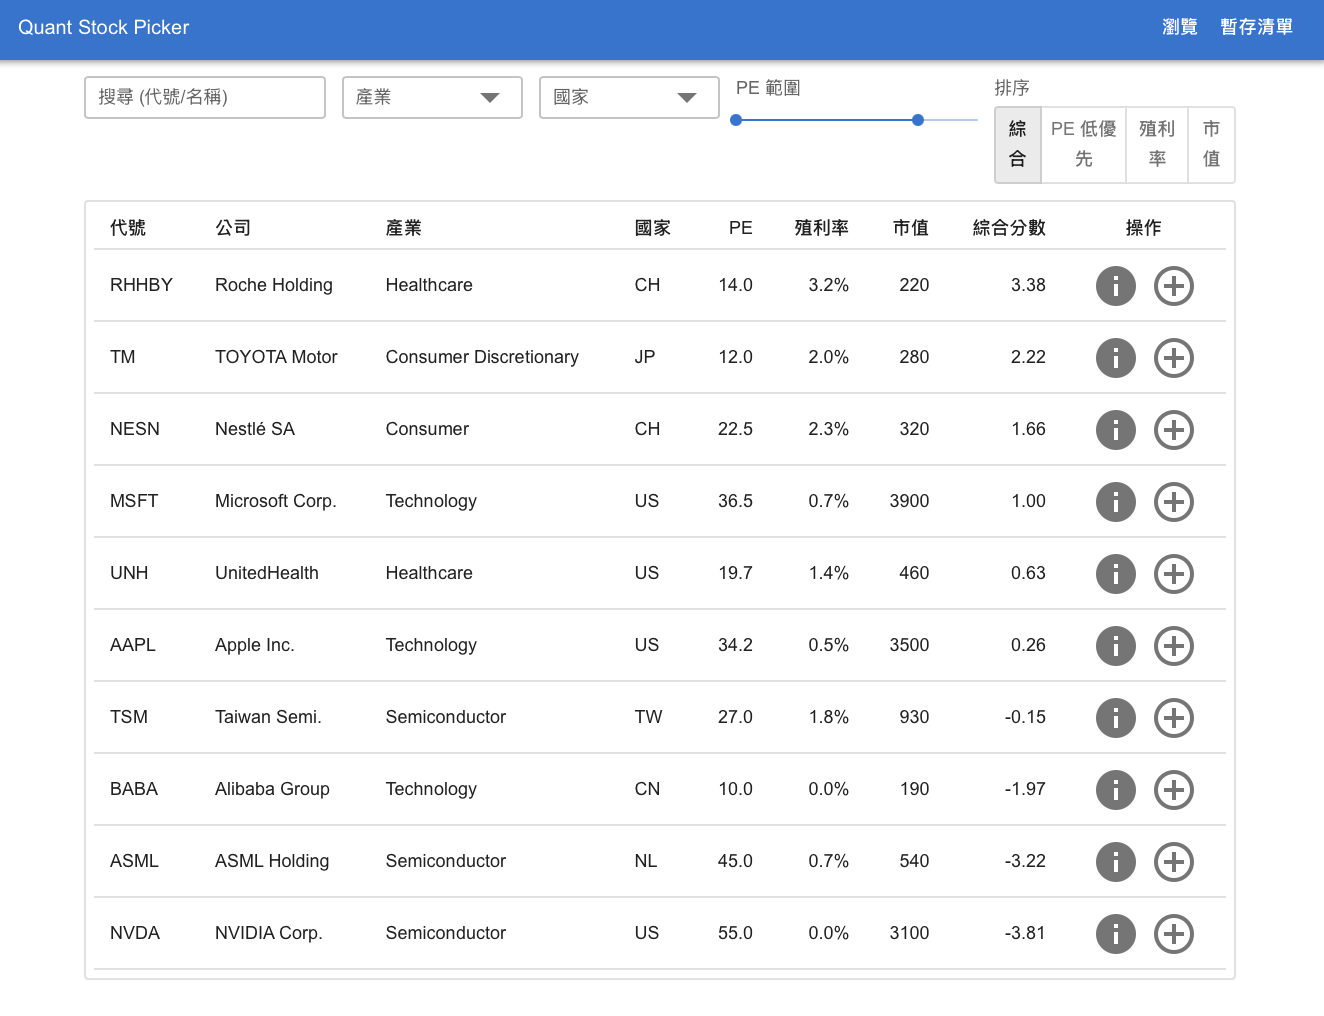 Quant Stock Picker 瀏覽 暫存清單
搜尋 (代號/名稱) 產業 國家 PE 範圍 排序
綜合 PE 低優先 殖利率 市值
代號 公司 產業 國家 PE 殖利率 市值 綜合分數 操作
RHHBY Roche Holding Healthcare CH 14.0 3.2% 220 3.38
TM TOYOTA Motor Consumer Discretionary JP 12.0 2.0% 280 2.22
NESN Nestlé SA Consumer CH 22.5 2.3% 320 1.66
MSFT Microsoft Corp. Technology US 36.5 0.7% 3900 1.00
UNH UnitedHealth Healthcare US 19.7 1.4% 460 0.63
AAPL Apple Inc. Technology US 34.2 0.5% 3500 0.26
TSM Taiwan Semi. Semiconductor TW 27.0 1.8% 930 -0.15
BABA Alibaba Group Technology CN 10.0 0.0% 190 -1.97
ASML ASML Holding Semiconductor NL 45.0 0.7% 540 -3.22
NVDA NVIDIA Corp. Semiconductor US 55.0 0.0% 3100 -3.81